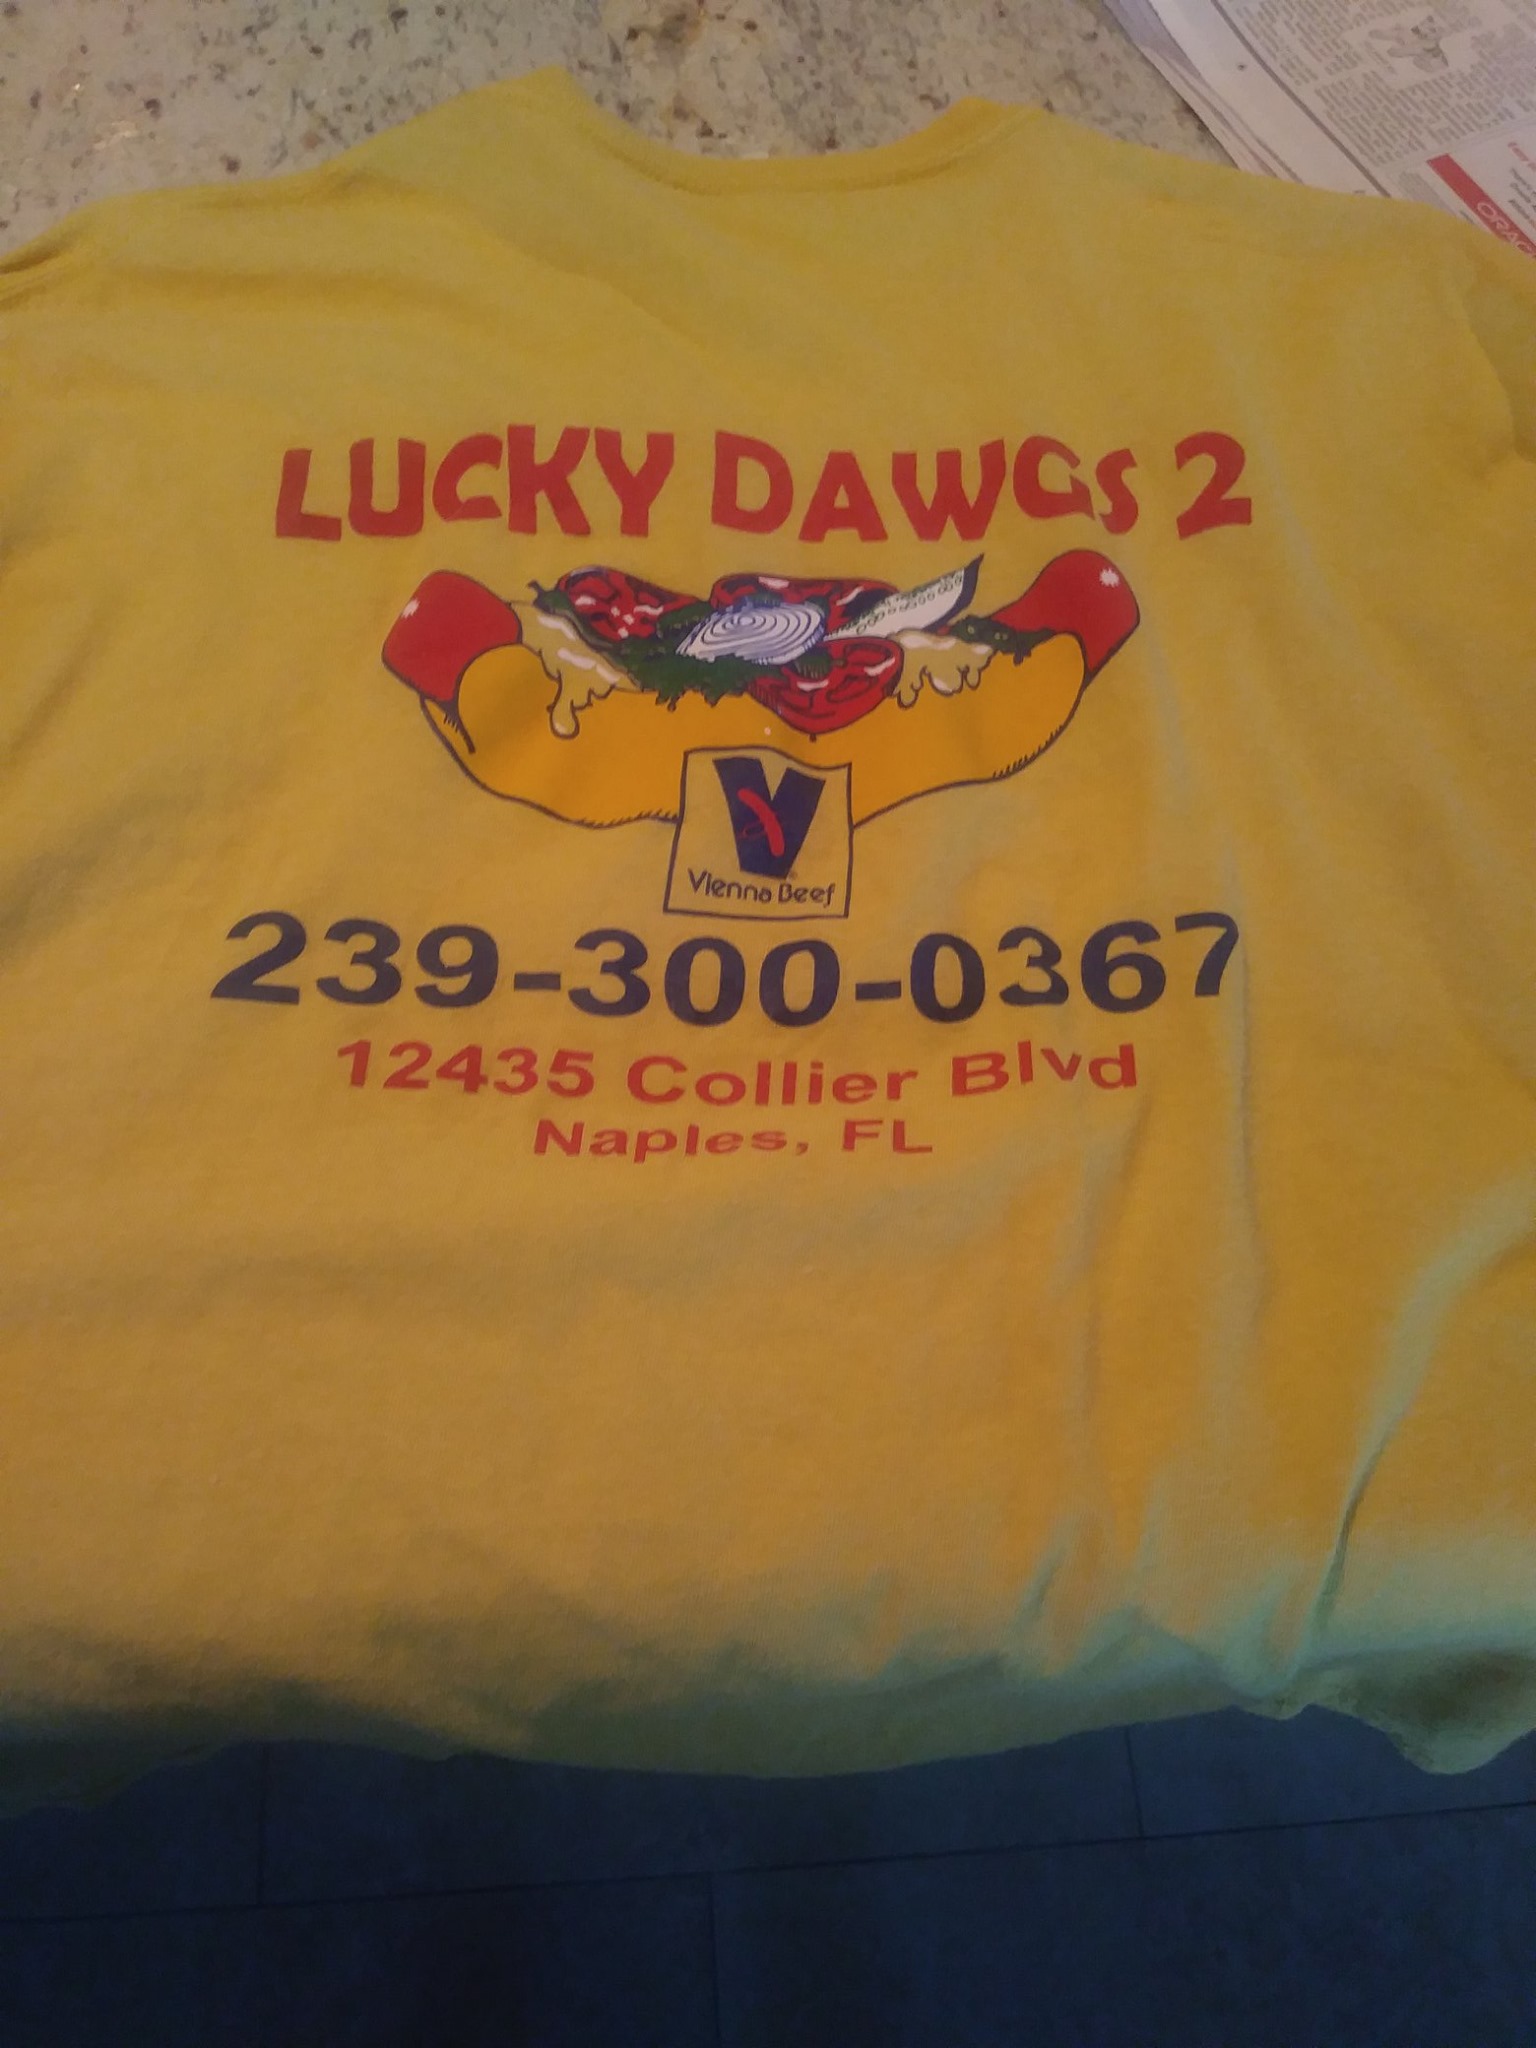 LUCKY DAWGS 2
Vienna Beef
239-300-0367
12435 Collier Blvd
Naples, FL